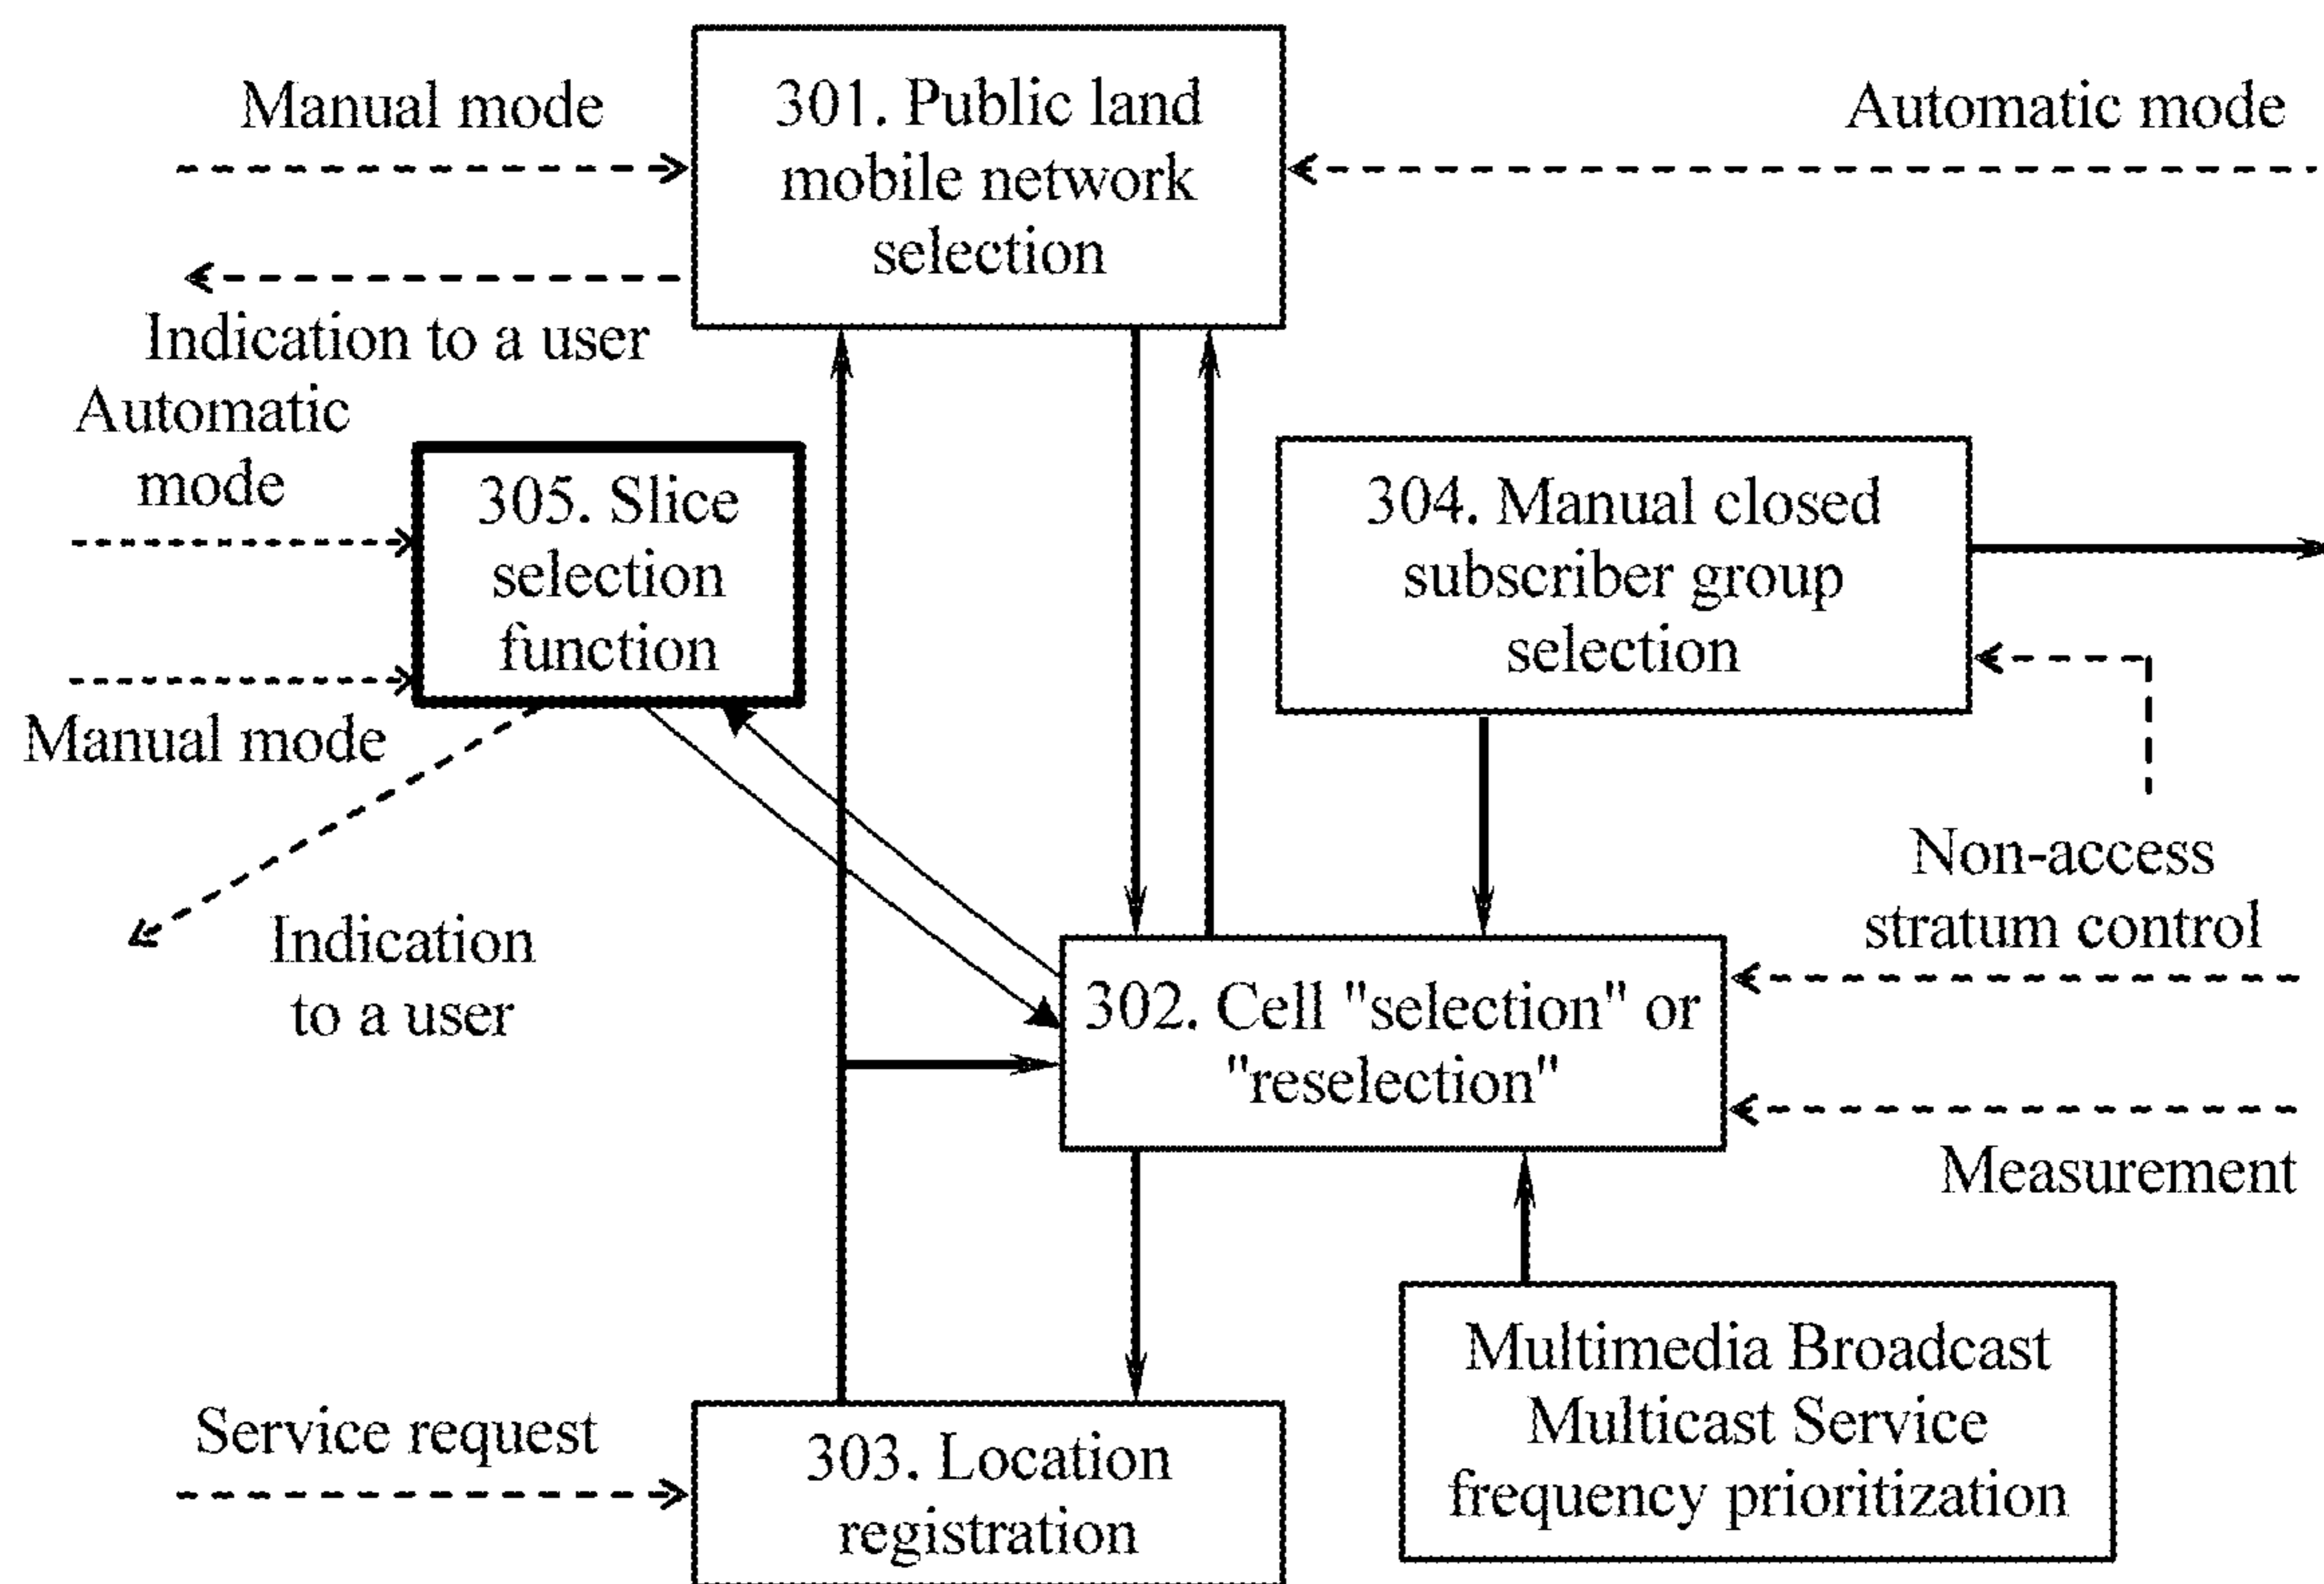 Manual mode
301. Public land
mobile network
selection
Automatic mode
Indication to a user
Automatic
mode
305. Slice
selection
function
304. Manual closed
subscriber group
selection
Manual mode
Non-access
stratum control
Indication
to a user
302. Cell "selection" or
"reselection"
Measurement
Multimedia Broadcast
Multicast Service
frequency prioritization
Service request
303. Location
registration